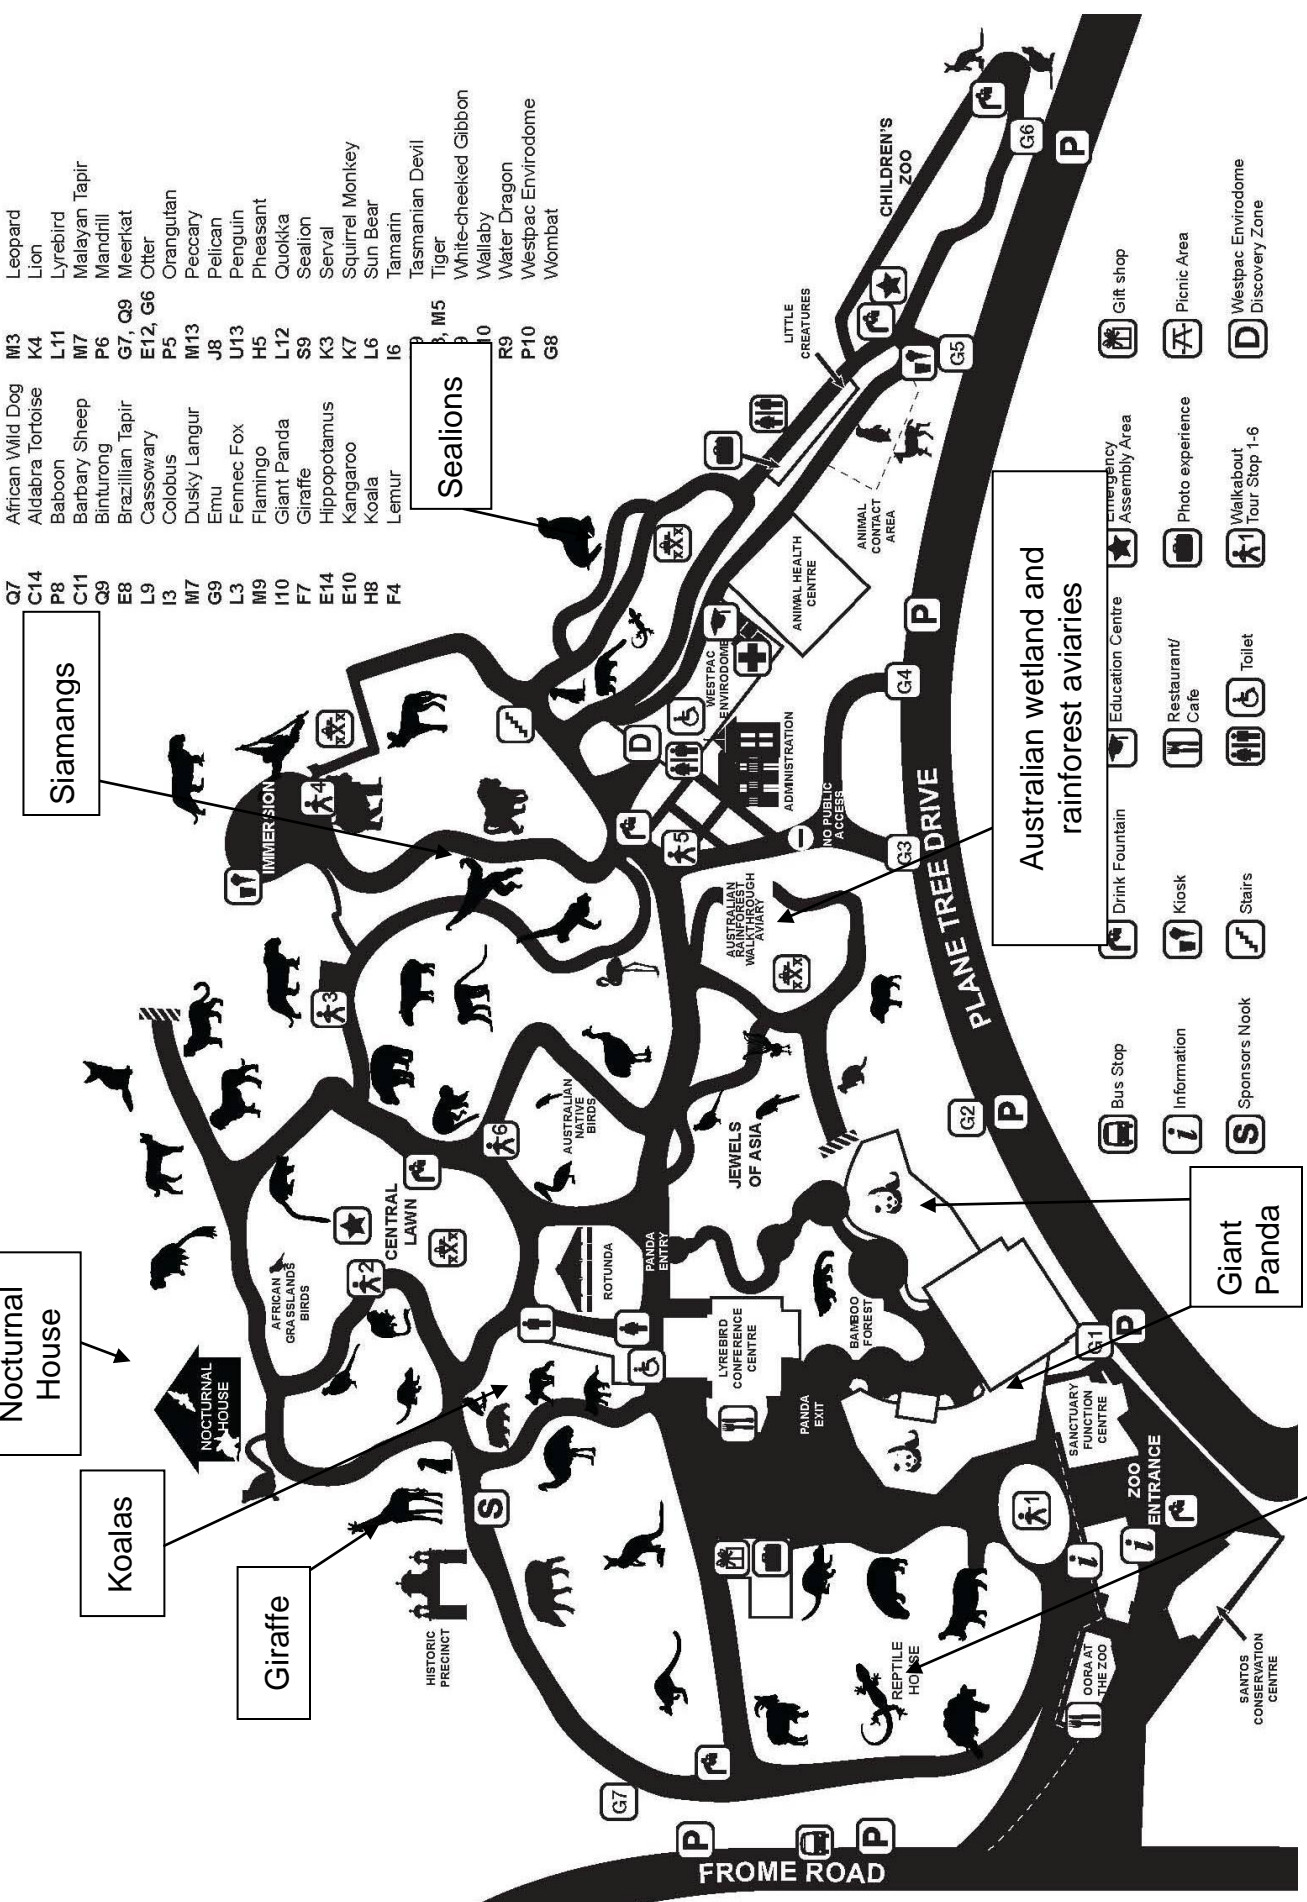 Q7 African Wild Dog
C14 Aldabra Tortoise
P8 Baboon
C11 Barbary Sheep
Q9 Binturong
E8 Brazillian Tapir
L9 Cassowary
I3 Colobus
M7 Dusky Langur
G9 Emu
L3 Fennec Fox
M9 Flamingo
I10 Giant Panda
F7 Giraffe
E14 Hippopotamus
E10 Kangaroo
H8 Koala
F4 Lemur
M3 Leopard
K4 Lion
L11 Lyrebird
M7 Malayan Tapir
P6 Mandrill
G7, Q9 Meerkat
E12, G6 Otter
P5 Orangutan
M13 Peccary
J8 Pelican
U13 Penguin
H5 Pheasant
L12 Quokka
S9 Sealion
K3 Serval
K7 Squirrel Monkey
L6 Sun Bear
I6 Tamarin
Tasmanian Devil
M5 Tiger
White-cheeked Gibbon
Wallaby
R9 Water Dragon
P10 Westpac Envirodome
G8 Wombat
Nocturnal
House
Siamangs
Koalas
Giraffe
Sealions
NOCTURNAL
HOUSE
IMMERSION
4
3
AFRICAN
GRASSLANDS
BIRDS
2
CENTRAL
LAWN
HISTORIC
PRECINCT
S
6
AUSTRALIAN
NATIVE
BIRDS
ROTUNDA
PANDA
ENTRY
G7
P
FROME ROAD
P
LYREBIRD
CONFERENCE
CENTRE
JEWELS
OF ASIA
AUSTRALIAN
RAINFOREST
WALKTHROUGH
AVIARY
5
D
WESTPAC
ENVIRODOME
ADMINISTRATION
ANIMAL HEALTH
CENTRE
LITTLE
CREATURES
ANIMAL
CONTACT
AREA
CHILDREN'S
ZOO
NO PUBLIC
ACCESS
PANDA
EXIT
BAMBOO
FOREST
REPTILE
HOUSE
G3
G4
G5
G6
P
P
PLANE TREE DRIVE
G2
P
G1
P
1
i
i
OORA AT
THE ZOO
SANCTUARY
FUNCTION
CENTRE
ZOO
ENTRANCE
SANTOS
CONSERVATION
CENTRE
Giant
Panda
Australian wetland and
rainforest aviaries
Bus Stop
Drink Fountain
Education Centre
Emergency
Assembly Area
Gift shop
i Information
Kiosk
Restaurant/
Cafe
Photo experience
Picnic Area
S Sponsors Nook
Stairs
Toilet
1 Walkabout
Tour Stop 1-6
D Westpac Envirodome
Discovery Zone